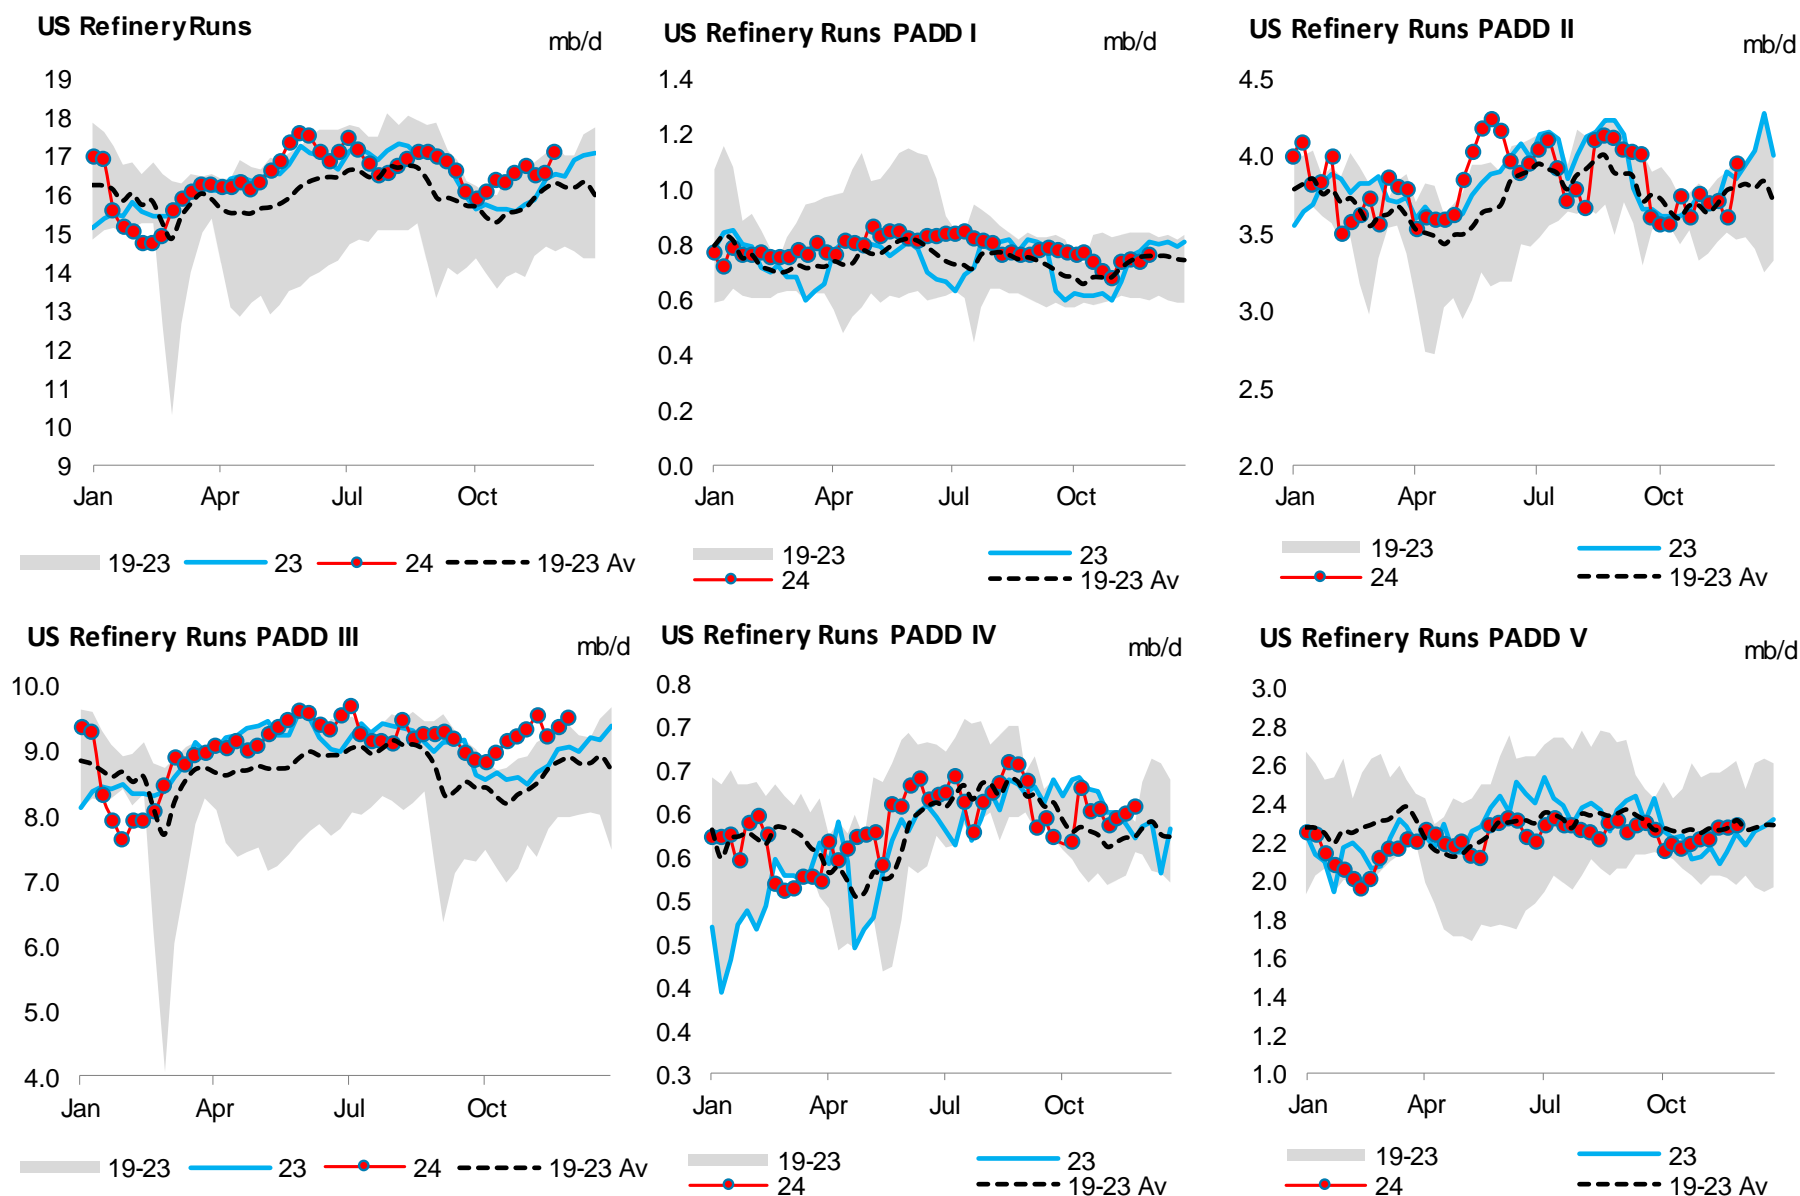 US RefineryRuns
mb/d
19
18
17
16
15
14
13
12
11
10
9
Jan Apr Jul Oct
19-23 23 24 19-23 Av
US Refinery Runs PADD I
mb/d
1.4
1.2
1.0
0.8
0.6
0.4
0.2
0.0
Jan Apr Jul Oct
19-23 23
24 19-23 Av
US Refinery Runs PADD II
mb/d
4.5
4.0
3.5
3.0
2.5
2.0
Jan Apr Jul Oct
19-23 23
24 19-23 Av
US Refinery Runs PADD III
mb/d
10.0
9.0
8.0
7.0
6.0
5.0
4.0
Jan Apr Jul Oct
19-23 23 24 19-23 Av
US Refinery Runs PADD IV
mb/d
0.8
0.7
0.7
0.6
0.6
0.5
0.5
0.4
0.4
0.3
Jan Apr Jul Oct
19-23 23
24 19-23 Av
US Refinery Runs PADD V
mb/d
3.0
2.8
2.6
2.4
2.2
2.0
1.8
1.6
1.4
1.2
1.0
Jan Apr Jul Oct
19-23 23
24 19-23 Av